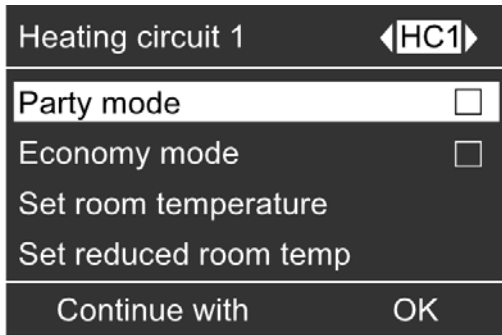 Heating circuit 1 HC1
Party mode
Economy mode
Set room temperature
Set reduced room temp
Continue with OK